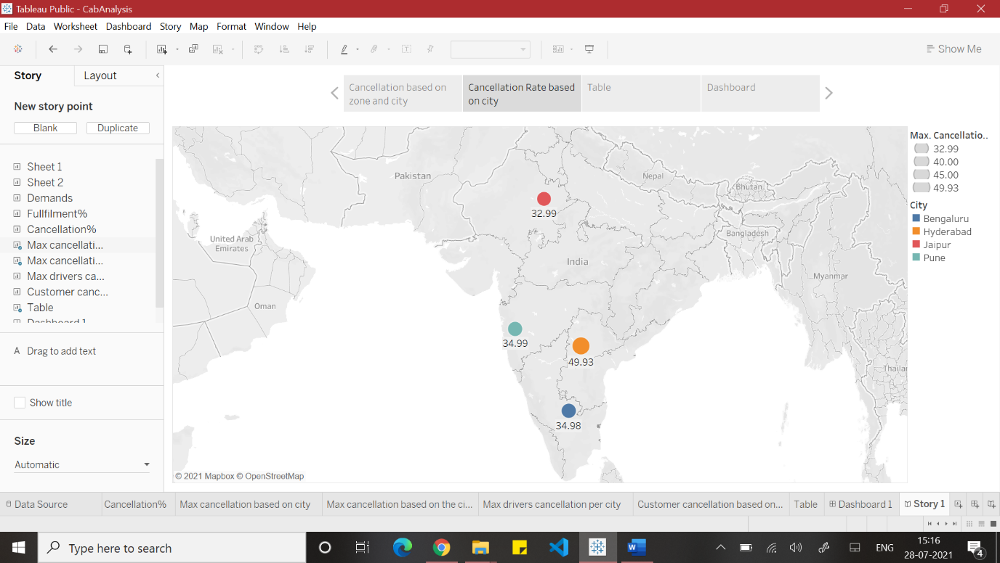 Tableau Public - CabAnalysis
File Data Worksheet Dashboard Story Map Format Window Help
Show Me
Story Layout
New story point
Blank Duplicate
Sheet 1
Sheet 2
Demands
Fullfilment%
Cancellation%
Max cancellati...
Max cancellati...
Max drivers ca...
Customer canc...
Table
Dashboard 1
A Drag to add text
Show title
Size
Automatic
Cancellation based on
zone and city
Cancellation Rate based
on city
Table
Dashboard
Pakistan
Nepal
Bhutan
32.99
United Arab
Emirates
Bangladesh
India
Myanmar
Oman
34.99
49.93
Thailar
34.98
© 2021 Mapbox © OpenStreetMap
Max. Cancellatio..
32.99
40.00
45.00
49.93
City
Bengaluru
Hyderabad
Jaipur
Pune
Data Source Cancellation% Max cancellation based on city Max cancellation based on the ci... Max drivers cancellation per city Customer cancellation based on... Table Dashboard 1 Story 1
Type here to search
W
ENG
15:16
28-07-2021
4